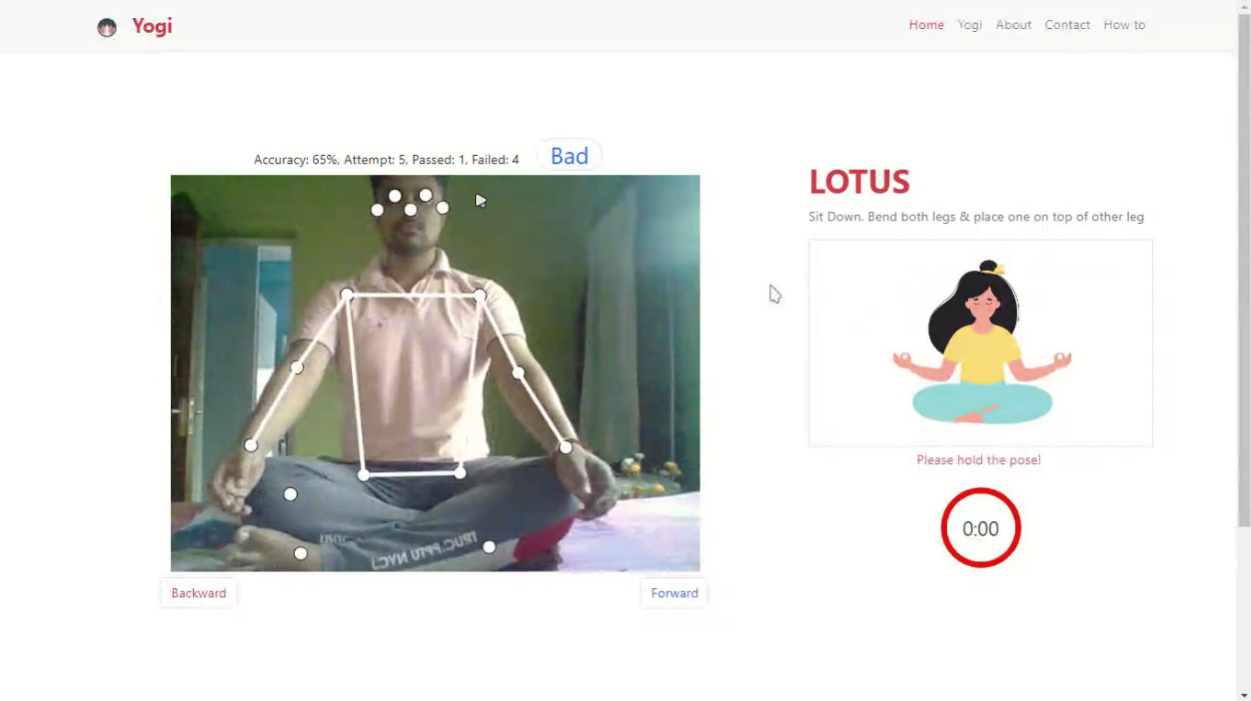 Yogi
Home Yogi About Contact How to
Accuracy: 65%, Attempt: 5, Passed: 1, Failed: 4
Bad
LOTUS
Sit Down. Bend both legs & place one on top of other leg
Please hold the pose!
0:00
Backward
Forward